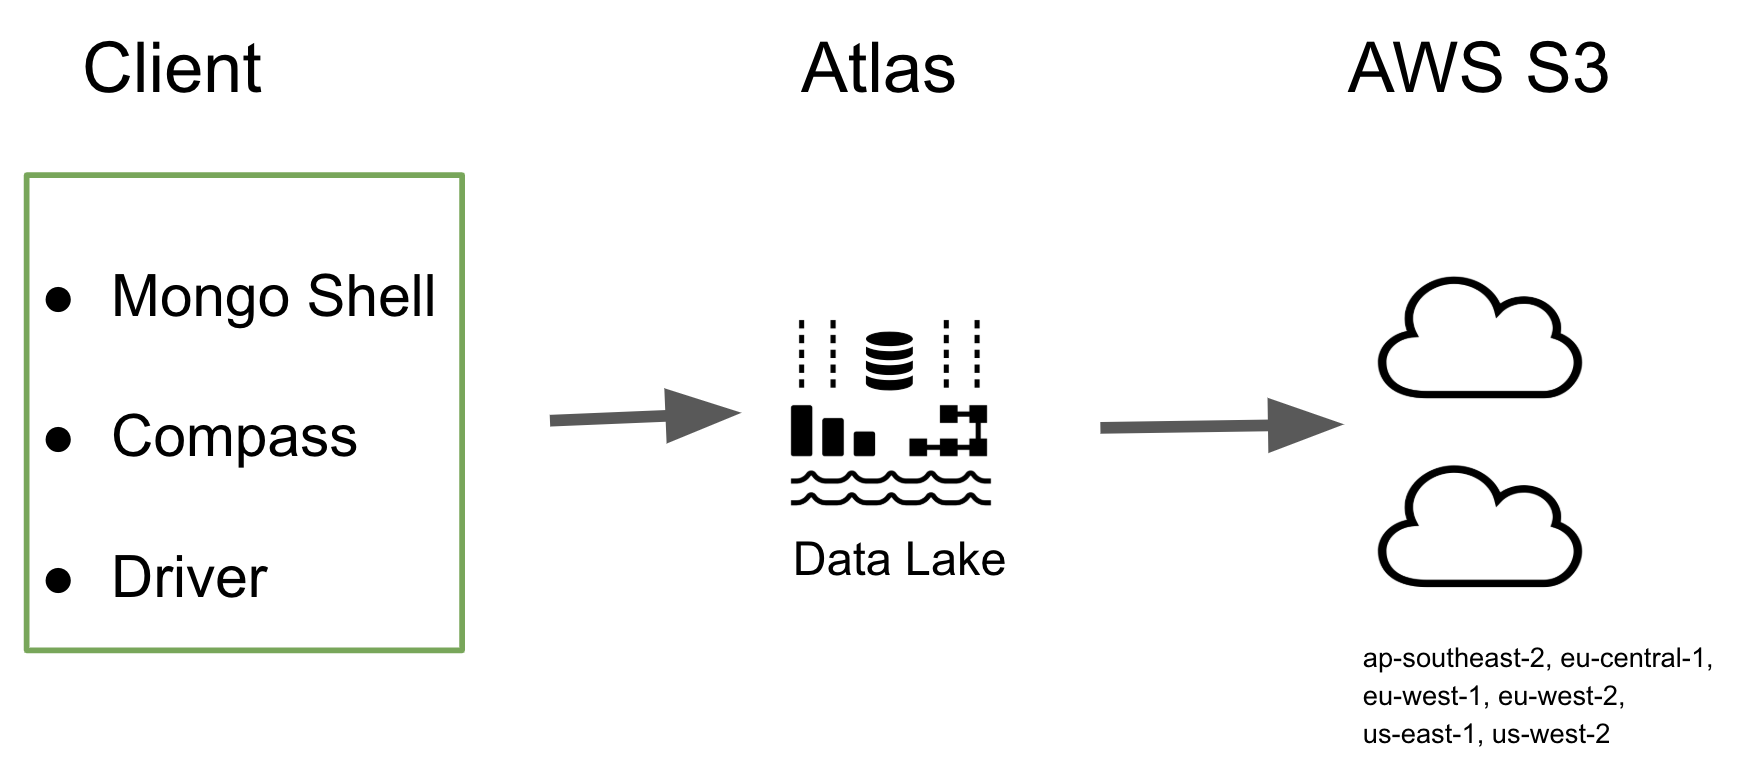 Client
Atlas
AWS S3
● Mongo Shell
● Compass
● Driver
Data Lake
ap-southeast-2, eu-central-1,
eu-west-1, eu-west-2,
us-east-1, us-west-2